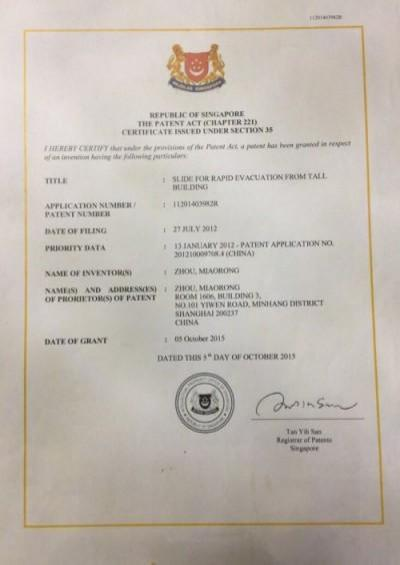 11201403982R
MAJULAH SINGAPURA
REPUBLIC OF SINGAPORE
THE PATENT ACT (CHAPTER 221)
CERTIFICATE ISSUED UNDER SECTION 35
I HEREBY CERTIFY that under the provisions of the Patent Act, a patent has been granted in respect
of an invention having the following particulars:
TITLE : SLIDE FOR RAPID EVACUATION FROM TALL
BUILDING
APPLICATION NUMBER / : 11201403982R
PATENT NUMBER
DATE OF FILING : 27 JULY 2012
PRIORITY DATA : 13 JANUARY 2012 - PATENT APPLICATION NO.
201210009708.4 (CHINA)
NAME OF INVENTOR(S) : ZHOU, MIAORONG
NAME(S) AND ADDRESS(ES) : ZHOU, MIAORONG
OF PRORIETOR(S) OF PATENT ROOM 1606, BUILDING 3,
NO.101 YIWEN ROAD, MINHANG DISTRICT
SHANGHAI 200237
CHINA
DATE OF GRANT : 05 October 2015
DATED THIS 5th DAY OF OCTOBER 2015
Tan Yih San
Registrar of Patents
Singapore